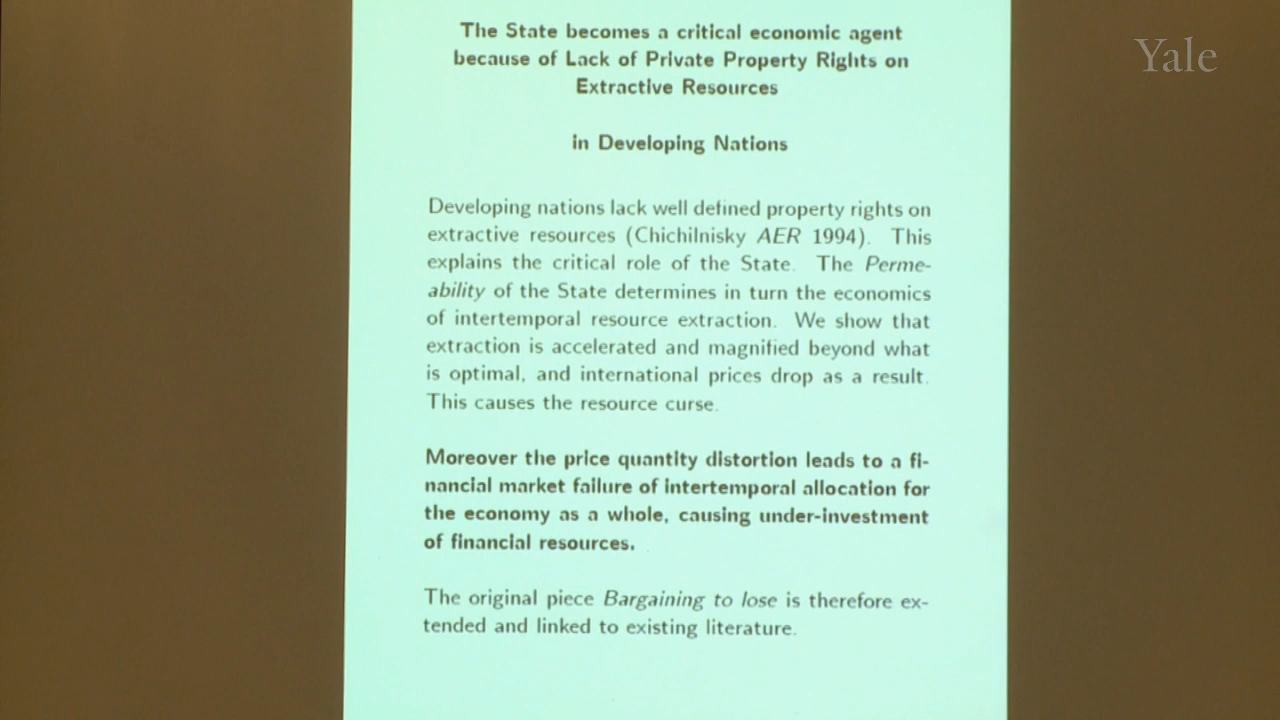 The State becomes a critical economic agent
because of Lack of Private Property Rights on
Extractive Resources
in Developing Nations
Developing nations lack well defined property rights on
extractive resources (Chichilnisky AER 1994). This
explains the critical role of the State. The Perme-
ability of the State determines in turn the economics
of intertemporal resource extraction. We show that
extraction is accelerated and magnified beyond what
is optimal, and international prices drop as a result.
This causes the resource curse.
Moreover the price quantity distortion leads to a fi-
nancial market failure of intertemporal allocation for
the economy as a whole, causing under-investment
of financial resources.
The original piece Bargaining to lose is therefore ex-
tended and linked to existing literature.
Yale